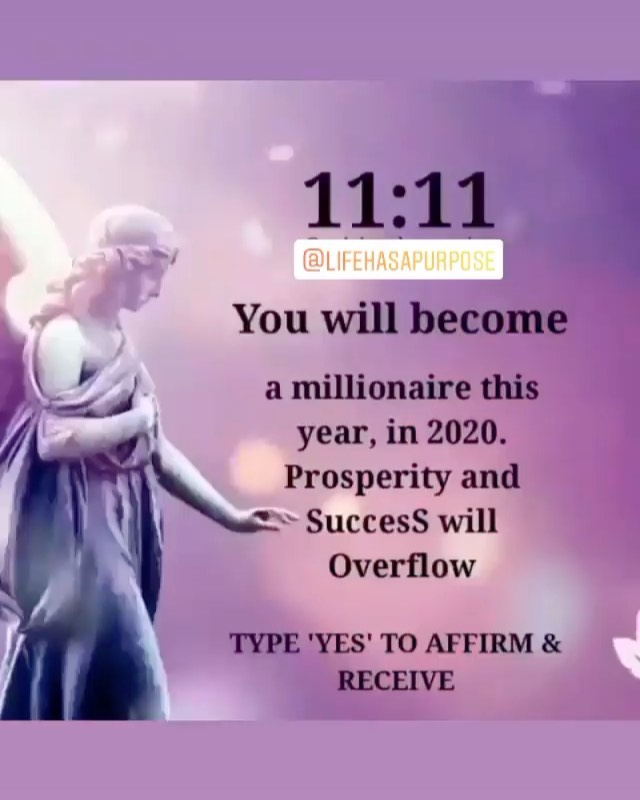 11:11
@LIFEHASAPURPOSE
You will become
a millionaire this
year, in 2020.
Prosperity and
SuccesS will
Overflow
TYPE 'YES' TO AFFIRM &
RECEIVE